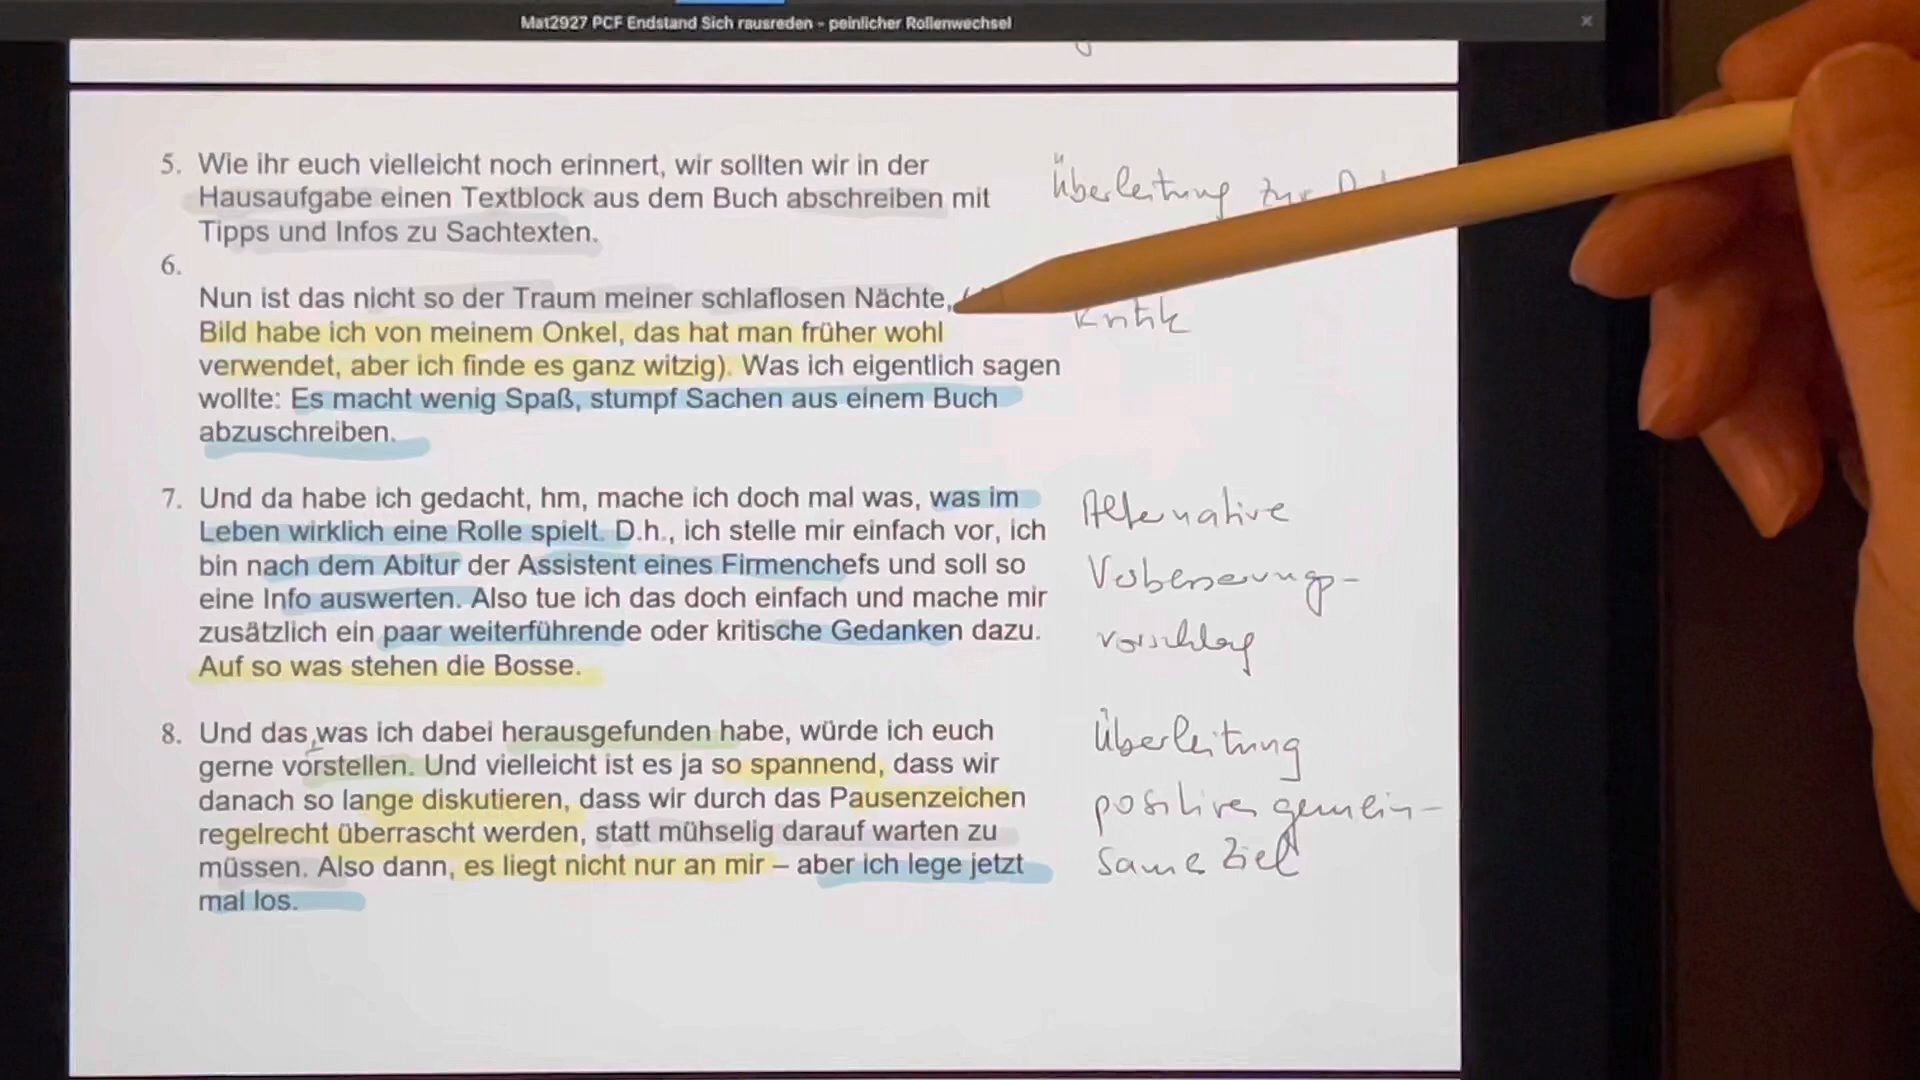 Mat2927 PCF Endstand Sich rausreden - peinlicher Rollenwechsel
5. Wie ihr euch vielleicht noch erinnert, wir sollten wir in der
Hausaufgabe einen Textblock aus dem Buch abschreiben mit
Tipps und Infos zu Sachtexten.
Überleitung zur
6.
Nun ist das nicht so der Traum meiner schlaflosen Nächte,
Bild habe ich von meinem Onkel, das hat man früher wohl
verwendet, aber ich finde es ganz witzig). Was ich eigentlich sagen
wollte: Es macht wenig Spaß, stumpf Sachen aus einem Buch
abzuschreiben.
Kritik
7. Und da habe ich gedacht, hm, mache ich doch mal was, was im
Leben wirklich eine Rolle spielt. D.h., ich stelle mir einfach vor, ich
bin nach dem Abitur der Assistent eines Firmenchefs und soll so
eine Info auswerten. Also tue ich das doch einfach und mache mir
zusätzlich ein paar weiterführende oder kritische Gedanken dazu.
Auf so was stehen die Bosse.
Alternative
Verbesserungs-
vorschlag
8. Und das, was ich dabei herausgefunden habe, würde ich euch
gerne vorstellen. Und vielleicht ist es ja so spannend, dass wir
danach so lange diskutieren, dass wir durch das Pausenzeichen
regelrecht überrascht werden, statt mühselig darauf warten zu
müssen. Also dann, es liegt nicht nur an mir – aber ich lege jetzt
mal los.
Überleitung
positives gemein-
same Ziel